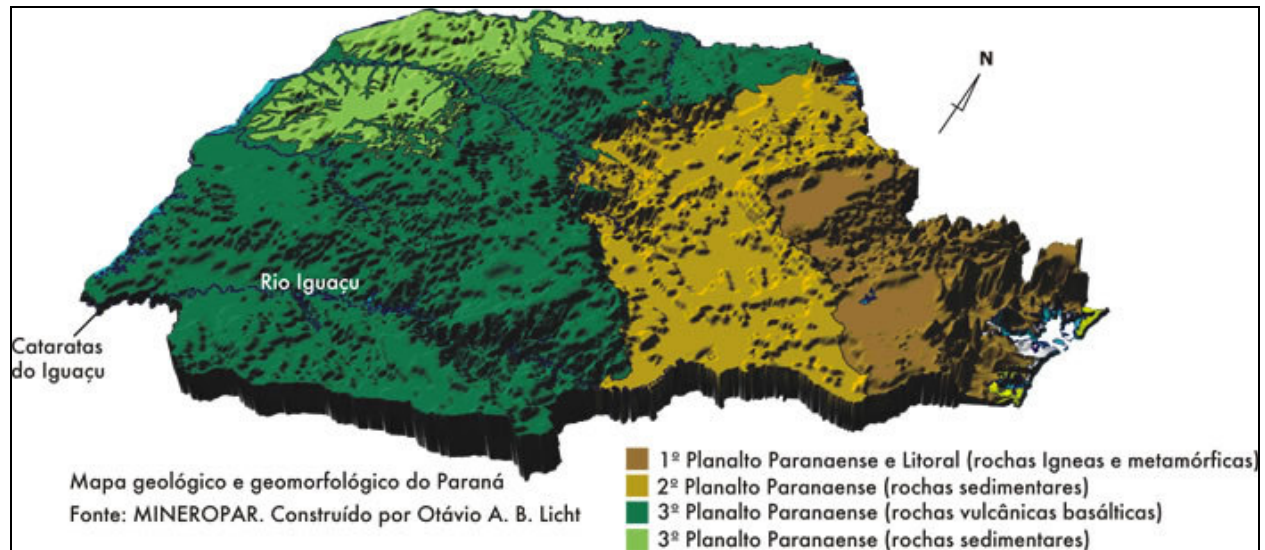 N
Rio Iguaçu
Cataratas
do Iguaçu
Mapa geológico e geomorfológico do Paraná
Fonte: MINEROPAR. Construído por Otávio A. B. Licht
1º Planalto Paranaense e Litoral (rochas Igneas e metamórficas)
2º Planalto Paranaense (rochas sedimentares)
3º Planalto Paranaense (rochas vulcânicas basálticas)
3º Planalto Paranaense (rochas sedimentares)